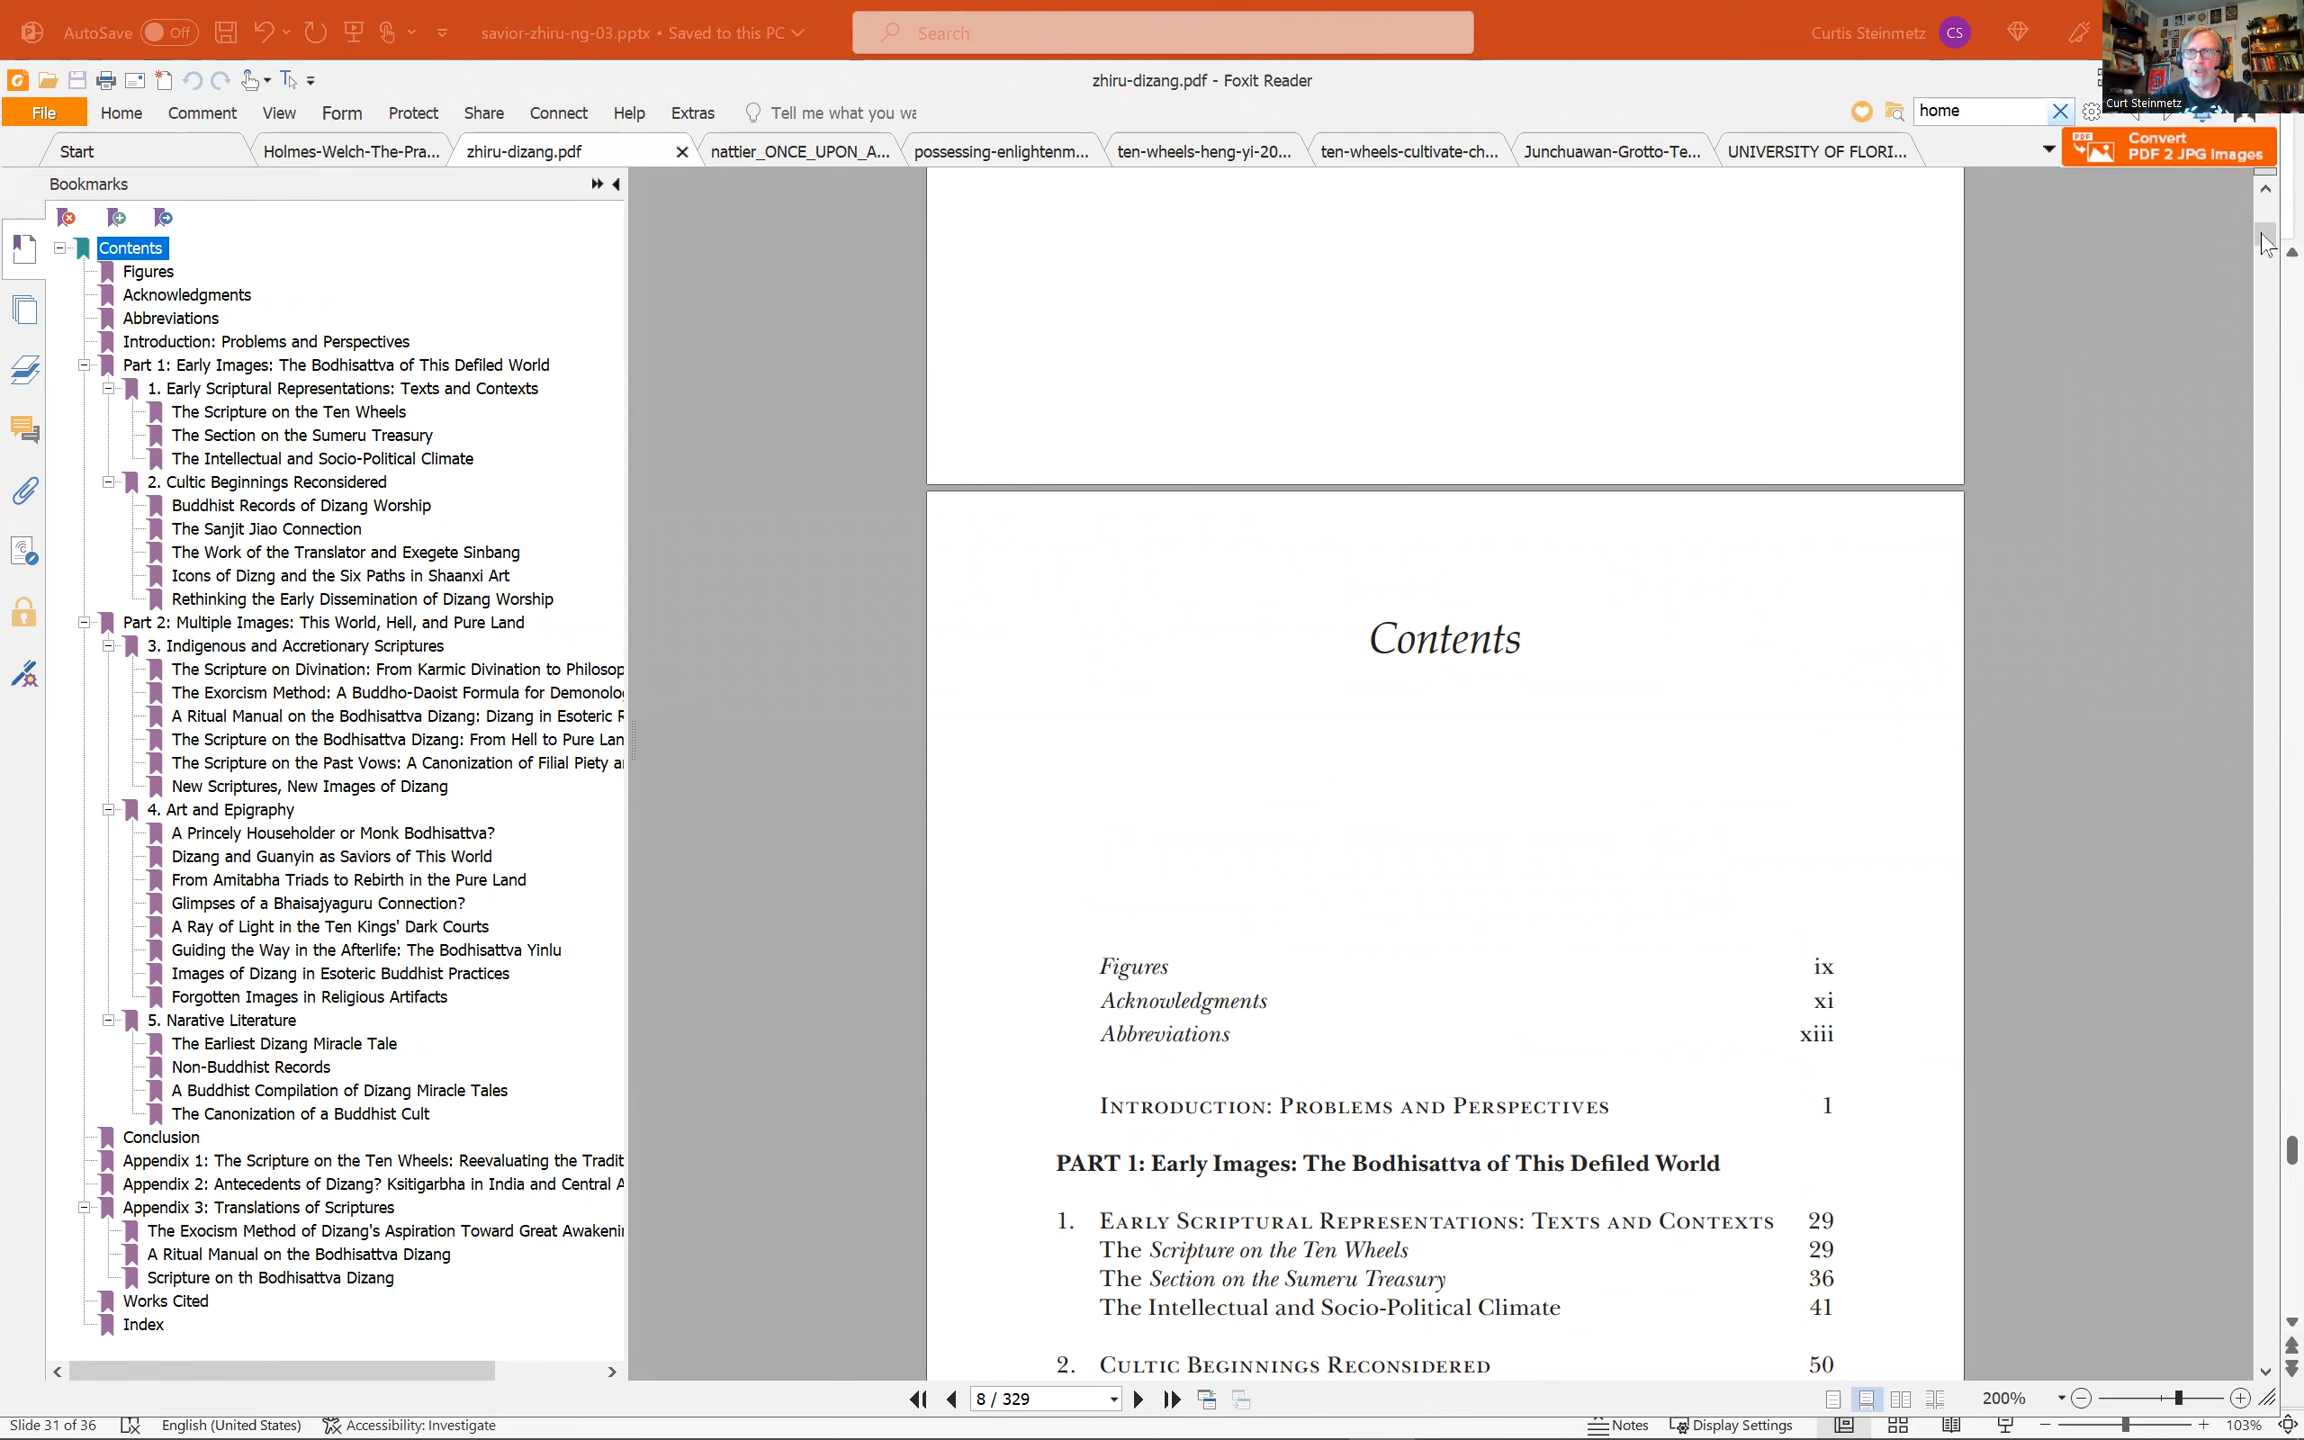 AutoSave Off savior-zhiru-ng-03.pptx • Saved to this PC Search Curtis Steinmetz CS
zhiru-dizang.pdf - Foxit Reader
File Home Comment View Form Protect Share Connect Help Extras Tell me what you wa home
Curt Steinmetz
Start Holmes-Welch-The-Pra... zhiru-dizang.pdf nattier_ONCE_UPON_A... possessing-enlightenm... ten-wheels-heng-yi-20... ten-wheels-cultivate-ch... Junchuawan-Grotto-Te... UNIVERSITY OF FLORI...
PDF Convert
PDF 2 JPG Images
Bookmarks
Contents
Figures
Acknowledgments
Abbreviations
Introduction: Problems and Perspectives
Part 1: Early Images: The Bodhisattva of This Defiled World
1. Early Scriptural Representations: Texts and Contexts
The Scripture on the Ten Wheels
The Section on the Sumeru Treasury
The Intellectual and Socio-Political Climate
2. Cultic Beginnings Reconsidered
Buddhist Records of Dizang Worship
The Sanjit Jiao Connection
The Work of the Translator and Exegete Sinbang
Icons of Dizng and the Six Paths in Shaanxi Art
Rethinking the Early Dissemination of Dizang Worship
Part 2: Multiple Images: This World, Hell, and Pure Land
3. Indigenous and Accretionary Scriptures
The Scripture on Divination: From Karmic Divination to Philosop
The Exorcism Method: A Buddho-Daoist Formula for Demonolo
A Ritual Manual on the Bodhisattva Dizang: Dizang in Esoteric R
The Scripture on the Bodhisattva Dizang: From Hell to Pure Lan
The Scripture on the Past Vows: A Canonization of Filial Piety a
New Scriptures, New Images of Dizang
4. Art and Epigraphy
A Princely Householder or Monk Bodhisattva?
Dizang and Guanyin as Saviors of This World
From Amitabha Triads to Rebirth in the Pure Land
Glimpses of a Bhaisajyaguru Connection?
A Ray of Light in the Ten Kings' Dark Courts
Guiding the Way in the Afterlife: The Bodhisattva Yinlu
Images of Dizang in Esoteric Buddhist Practices
Forgotten Images in Religious Artifacts
5. Narative Literature
The Earliest Dizang Miracle Tale
Non-Buddhist Records
A Buddhist Compilation of Dizang Miracle Tales
The Canonization of a Buddhist Cult
Conclusion
Appendix 1: The Scripture on the Ten Wheels: Reevaluating the Tradit
Appendix 2: Antecedents of Dizang? Ksitigarbha in India and Central A
Appendix 3: Translations of Scriptures
The Exocism Method of Dizang's Aspiration Toward Great Awakeni
A Ritual Manual on the Bodhisattva Dizang
Scripture on th Bodhisattva Dizang
Works Cited
Index
Contents
Figures ix
Acknowledgments xi
Abbreviations xiii
INTRODUCTION: PROBLEMS AND PERSPECTIVES 1
PART 1: Early Images: The Bodhisattva of This Defiled World
1. EARLY SCRIPTURAL REPRESENTATIONS: TEXTS AND CONTEXTS 29
The Scripture on the Ten Wheels 29
The Section on the Sumeru Treasury 36
The Intellectual and Socio-Political Climate 41
2. CULTIC BEGINNINGS RECONSIDERED 50
8 / 329 200%
Slide 31 of 36 English (United States) Accessibility: Investigate Notes Display Settings 103%